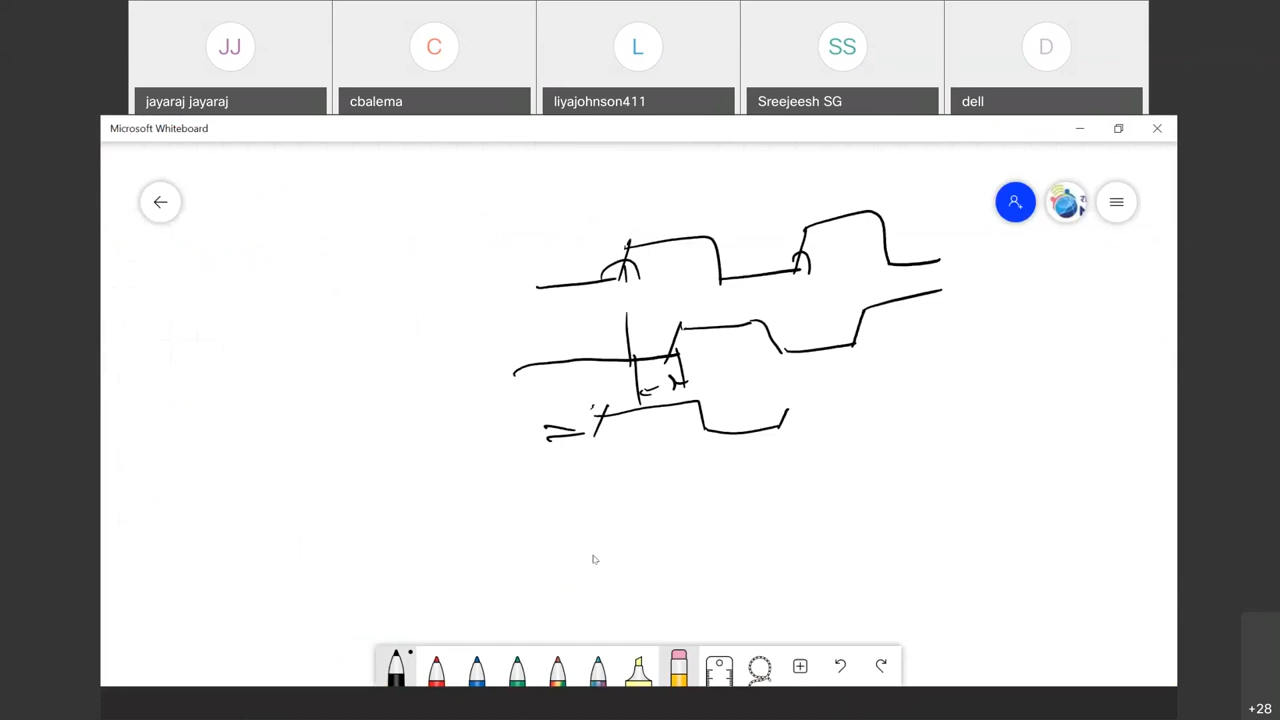 JJ
C
L
SS
D
jayaraj jayaraj
cbalema
liyajohnson411
Sreejeesh SG
dell
Microsoft Whiteboard
+28